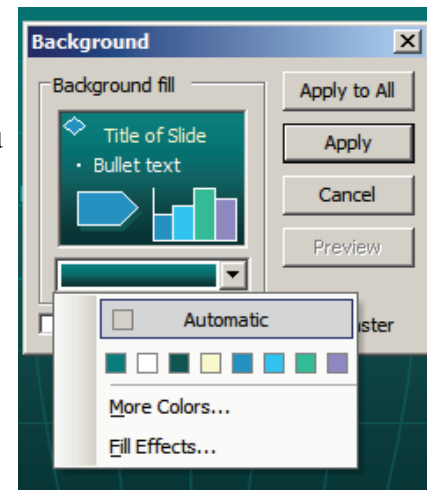 Background
Background fill
Title of Slide
• Bullet text
Apply to All
Apply
Cancel
Preview
Automatic
More Colors...
Fill Effects...